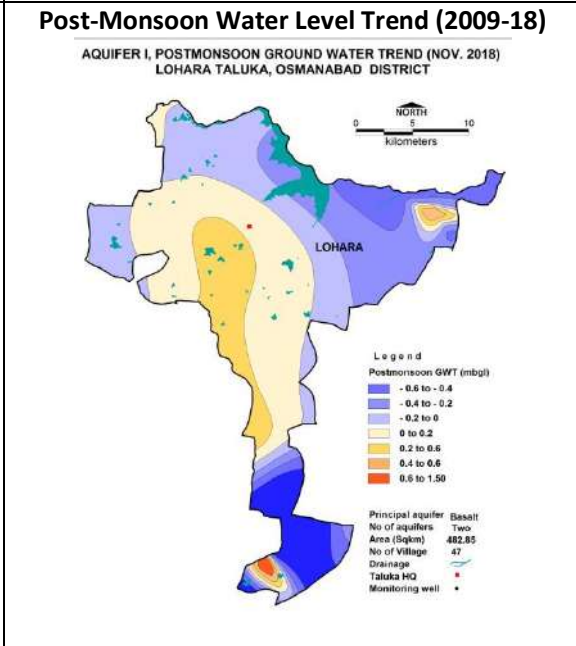 Post-Monsoon Water Level Trend (2009-18)
AQUIFER I, POSTMONSOON GROUND WATER TREND (NOV. 2018)
LOHARA TALUKA, OSMANABAD DISTRICT
NORTH
0 5 10
kilometers
LOHARA
Legend
Postmonsoon GWT (mbgl)
- 0.6 to - 0.4
- 0.4 to - 0.2
- 0.2 to 0
0 to 0.2
0.2 to 0.6
0.4 to 0.6
0.6 to 1.50
Principal aquifer Basalt
No of aquifers Two
Area (Sqkm) 482.85
No of Village 47
Drainage
Taluka HQ
Monitoring well